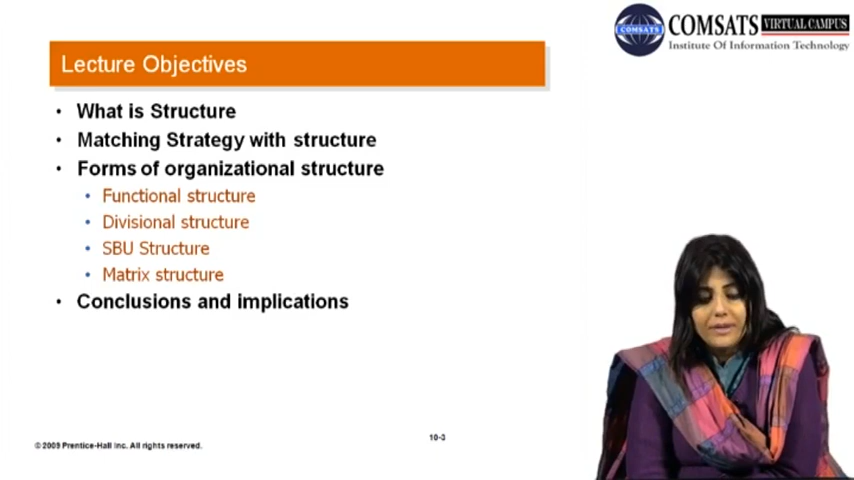 COMSATS VIRTUAL CAMPUS
COMSATS
Institute Of Information Technology
Lecture Objectives
• What is Structure
• Matching Strategy with structure
• Forms of organizational structure
• Functional structure
• Divisional structure
• SBU Structure
• Matrix structure
• Conclusions and implications
10-3
© 2009 Prentice-Hall Inc. All rights reserved.